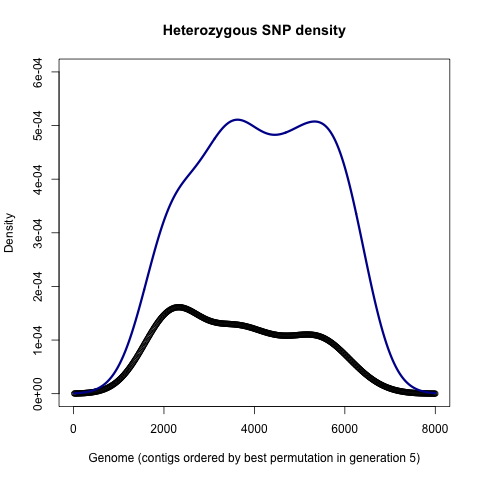 Heterozygous SNP density
Density
6e-04
5e-04
4e-04
3e-04
2e-04
1e-04
0e+00
0 2000 4000 6000 8000
Genome (contigs ordered by best permutation in generation 5)